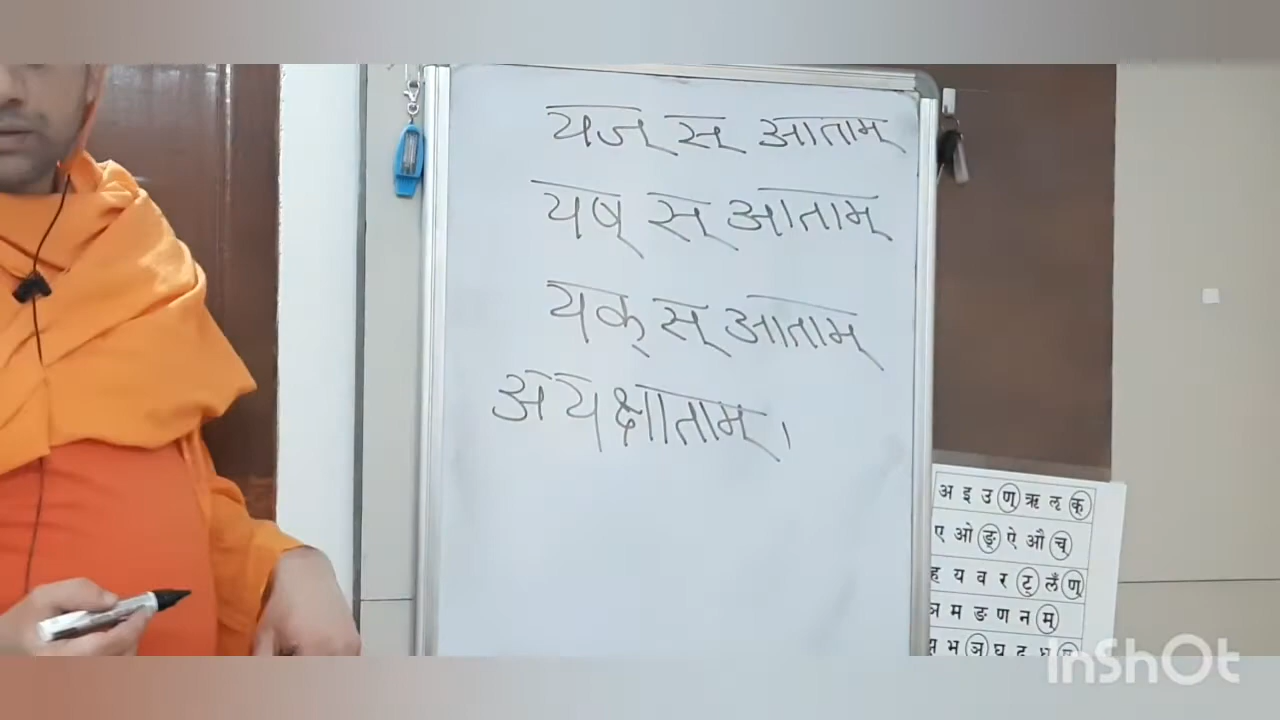 यज् स् आताम्
यष् स् आताम्
यक् स् आताम्
अयक्षाताम्।
अ इ उ ण् ऋ ऌ क्
ए ओ ङ् ऐ औ च्
ह य व र ट् लँ ण्
ञ म ङ ण न म्
भ ञ् घ ढ
InShOt